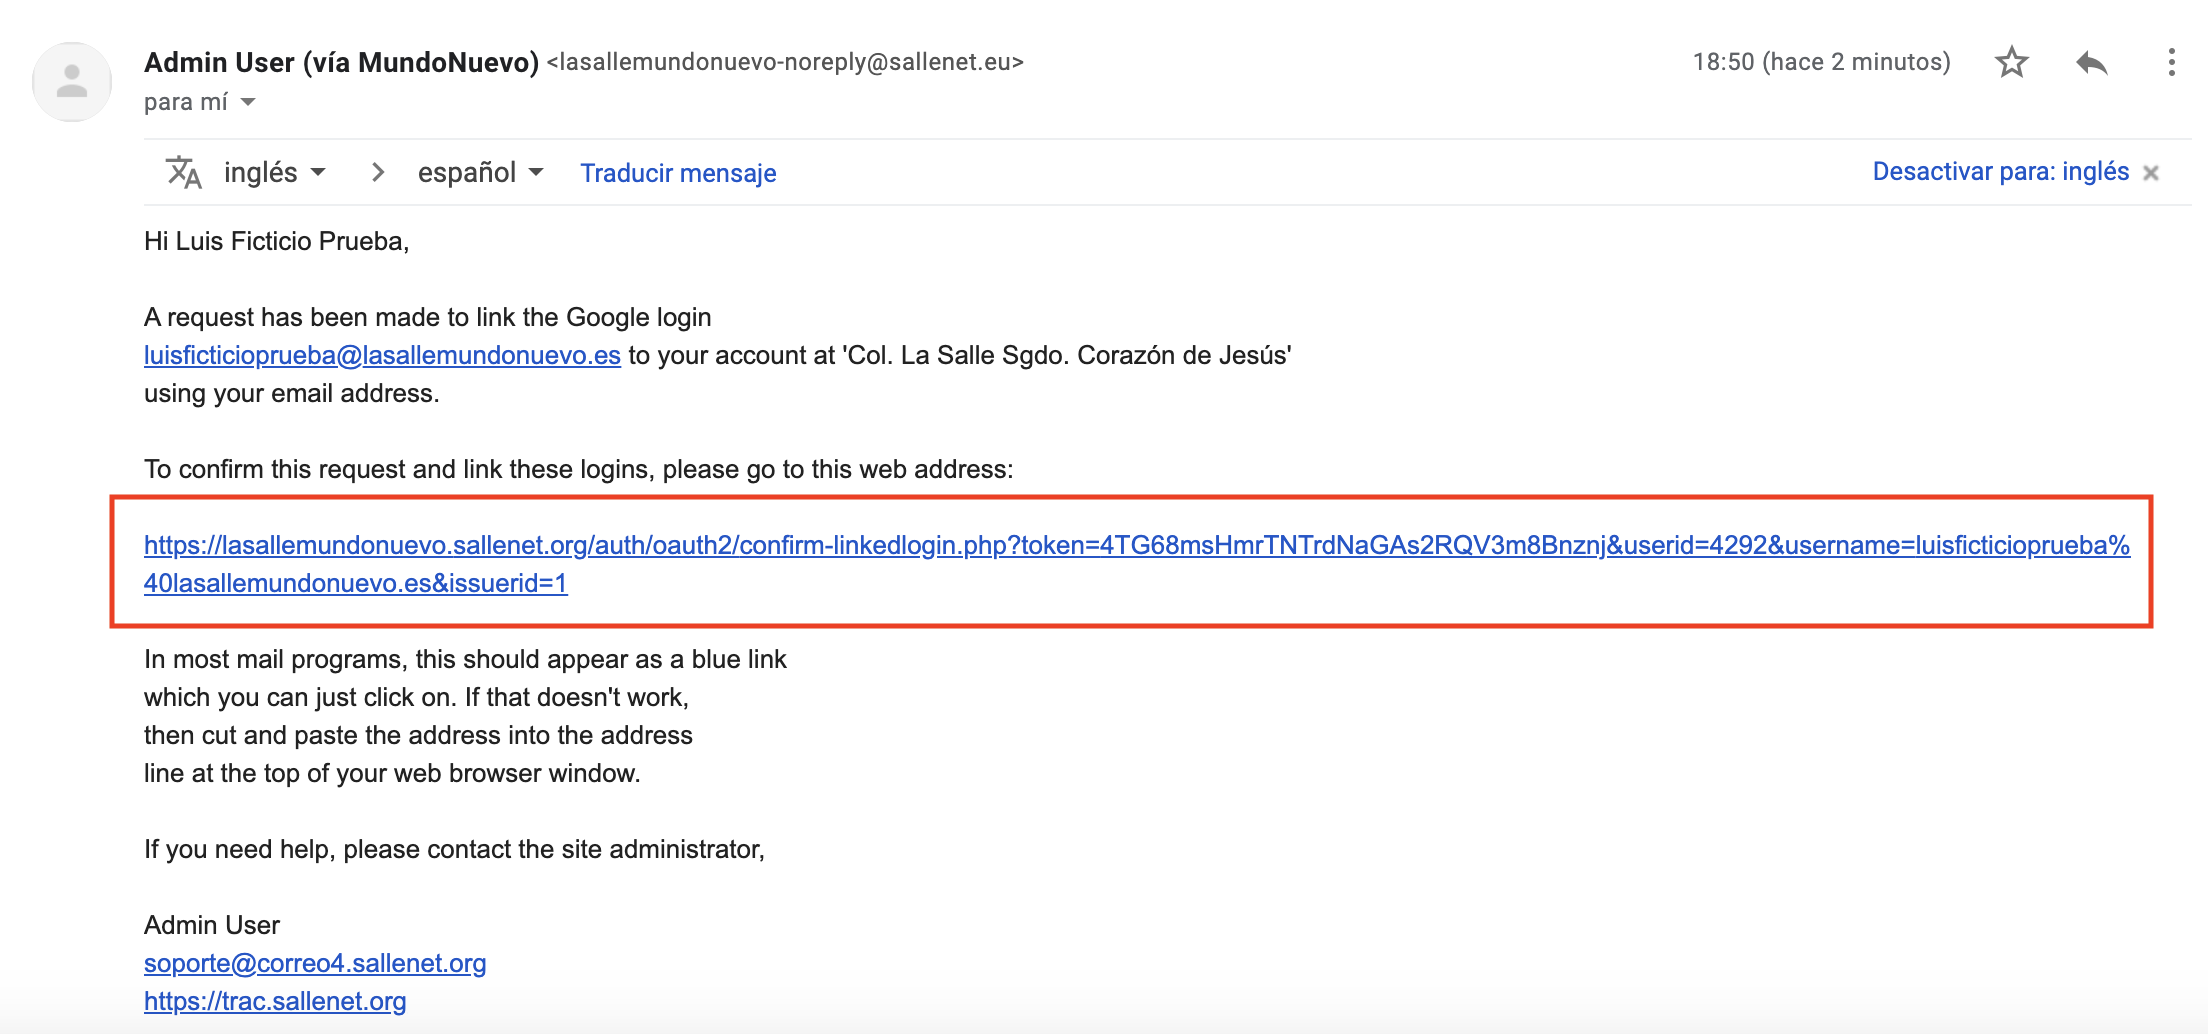 Admin User (vía MundoNuevo) <lasallemundonuevo-noreply@sallenet.eu> 18:50 (hace 2 minutos)
para mí
inglés > español Traducir mensaje Desactivar para: inglés ×
Hi Luis Ficticio Prueba,
A request has been made to link the Google login
luisficticioprueba@lasallemundonuevo.es to your account at 'Col. La Salle Sgdo. Corazón de Jesús'
using your email address.
To confirm this request and link these logins, please go to this web address:
https://lasallemundonuevo.sallenet.org/auth/oauth2/confirm-linkedlogin.php?token=4TG68msHmrTNTrdNaGAs2RQV3m8Bnznj&userid=4292&username=luisficticioprueba%
40lasallemundonuevo.es&issuerid=1
In most mail programs, this should appear as a blue link
which you can just click on. If that doesn't work,
then cut and paste the address into the address
line at the top of your web browser window.
If you need help, please contact the site administrator,
Admin User
soporte@correo4.sallenet.org
https://trac.sallenet.org